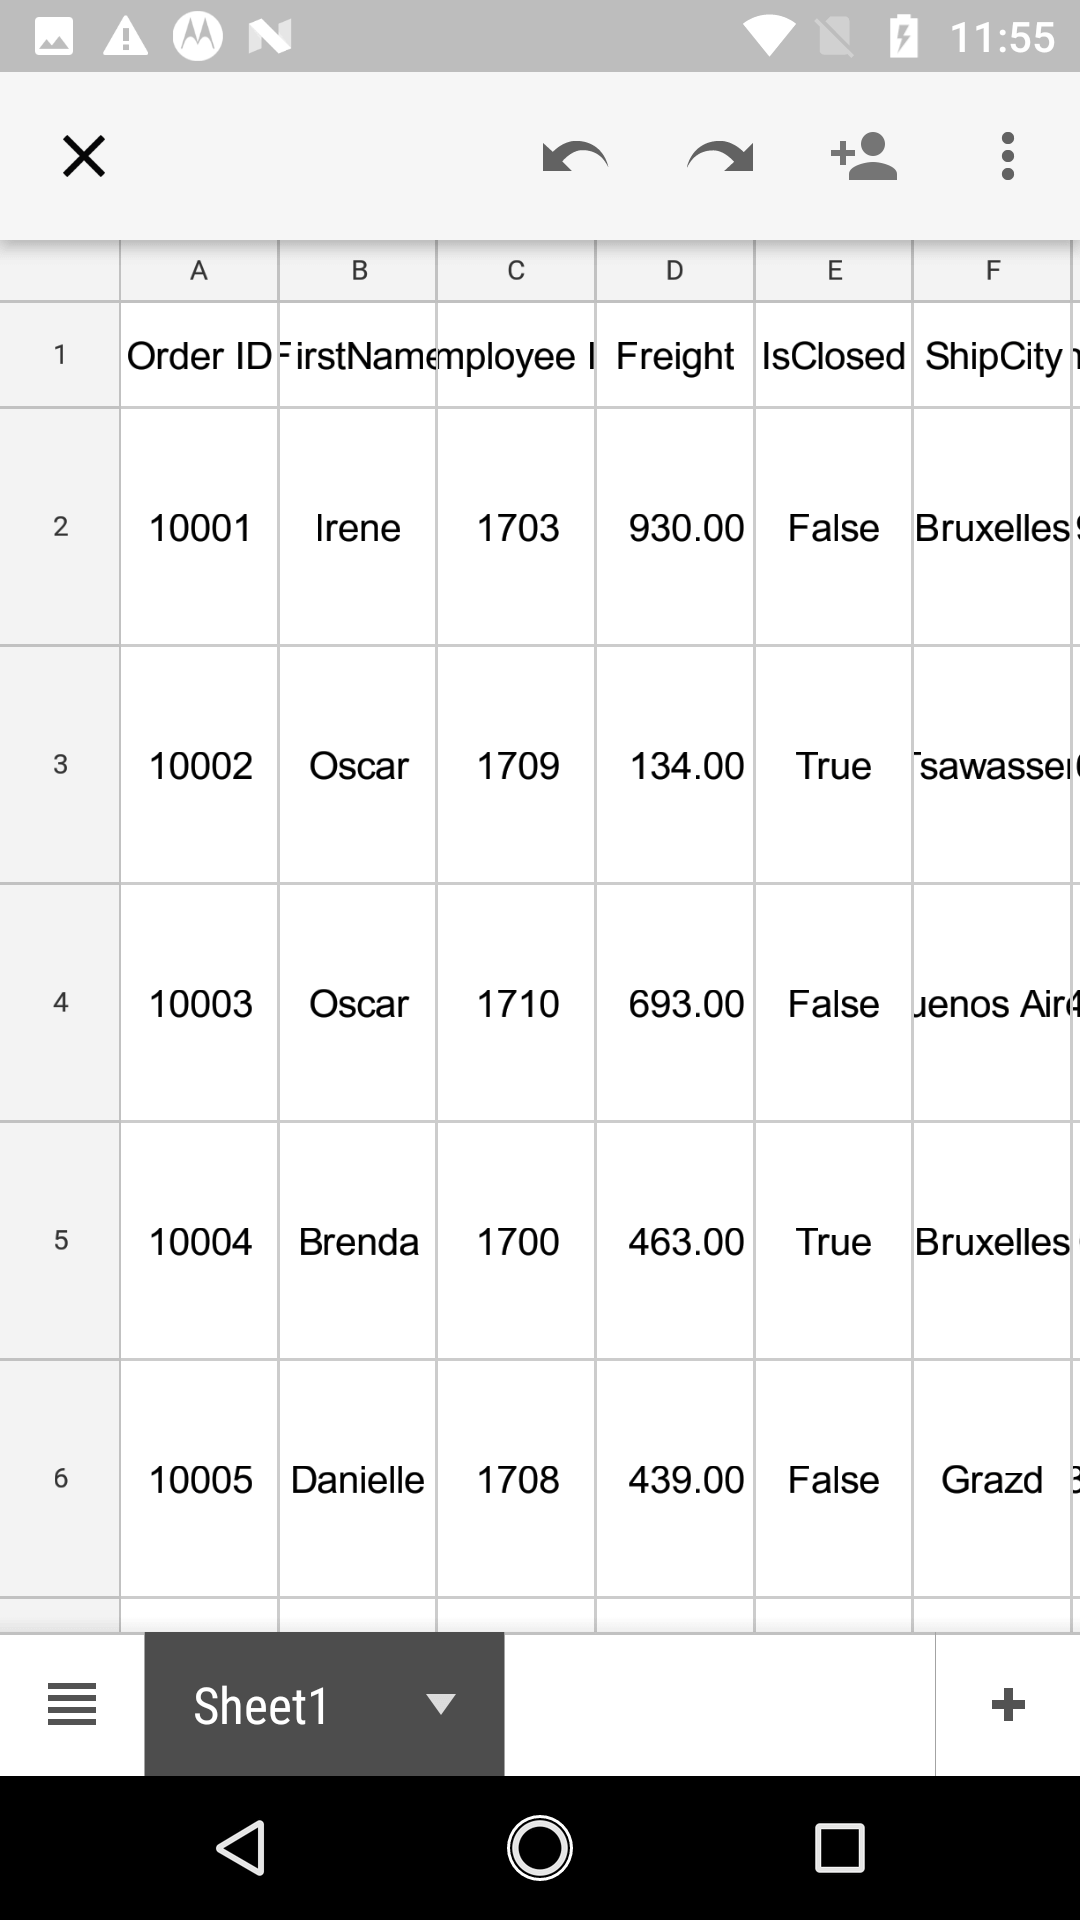 11:55
A B C D E F
1 Order ID FirstName mployee I Freight IsClosed ShipCity
2 10001 Irene 1703 930.00 False Bruxelles
3 10002 Oscar 1709 134.00 True Tsawassen
4 10003 Oscar 1710 693.00 False uenos Aire
5 10004 Brenda 1700 463.00 True Bruxelles
6 10005 Danielle 1708 439.00 False Grazd
Sheet1